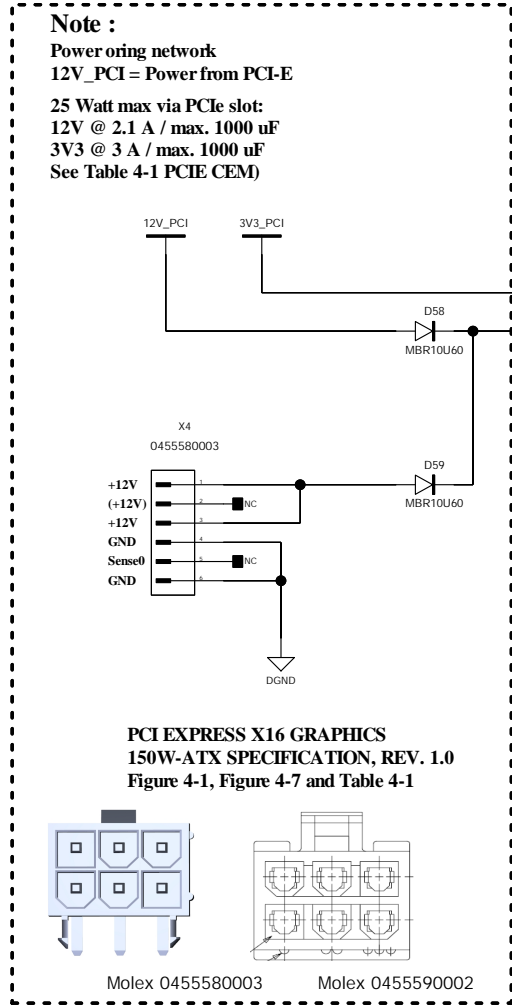 Note :
Power oring network
12V_PCI = Power from PCI-E
25 Watt max via PCIe slot:
12V @ 2.1 A / max. 1000 uF
3V3 @ 3 A / max. 1000 uF
See Table 4-1 PCIE CEM)
12V_PCI 3V3_PCI
D58
MBR10U60
X4
0455580003
D59
MBR10U60
+12V 1
(+12V) 2 NC
+12V 3
GND 4
Sense0 5 NC
GND 6
DGND
PCI EXPRESS X16 GRAPHICS
150W-ATX SPECIFICATION, REV. 1.0
Figure 4-1, Figure 4-7 and Table 4-1
Molex 0455580003 Molex 0455590002